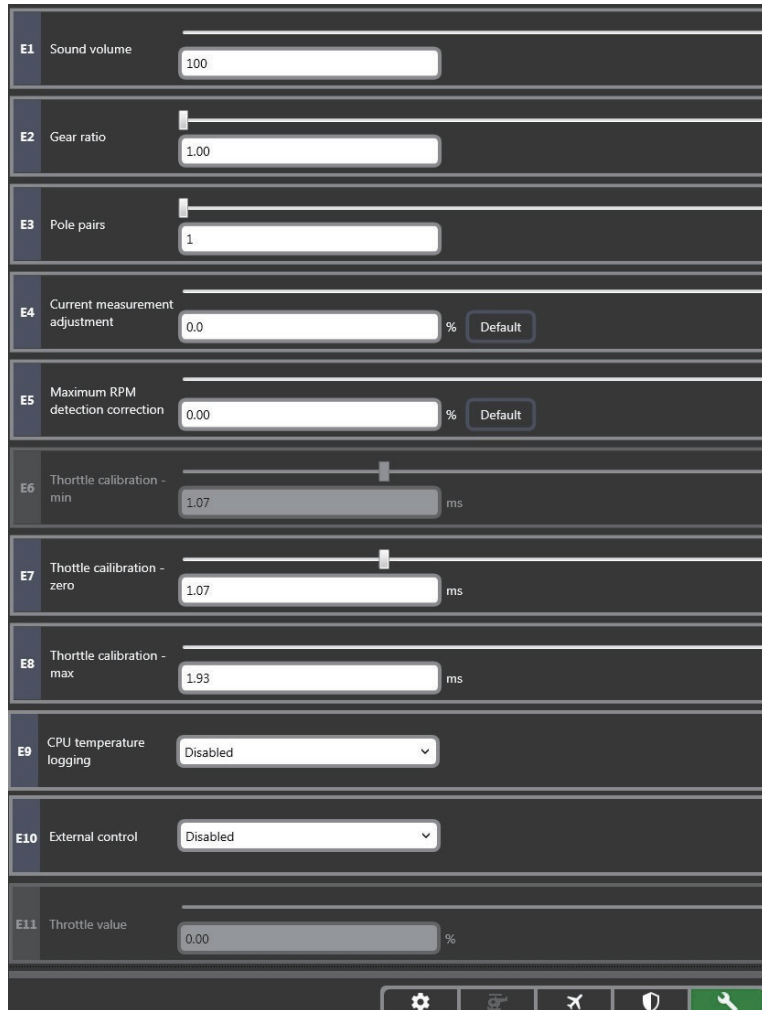 E1 Sound volume
100
E2 Gear ratio
1.00
E3 Pole pairs
1
E4 Current measurement
adjustment
0.0 % Default
E5 Maximum RPM
detection correction
0.00 % Default
E6 Thorttle calibration -
min
1.07 ms
E7 Thottle cailibration -
zero
1.07 ms
E8 Thorttle calibration -
max
1.93 ms
E9 CPU temperature
logging
Disabled
E10 External control Disabled
E11 Throttle value
0.00 %